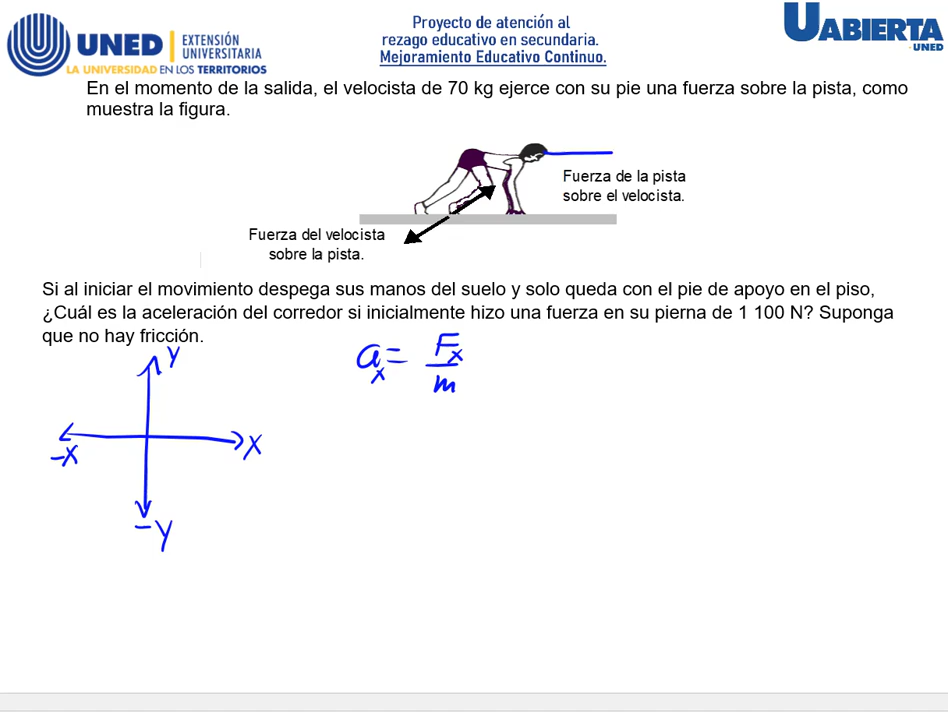 UNED
EXTENSIÓN
UNIVERSITARIA
LA UNIVERSIDAD EN LOS TERRITORIOS
Proyecto de atención al
rezago educativo en secundaria.
Mejoramiento Educativo Continuo.
UABIERTA
UNED
En el momento de la salida, el velocista de 70 kg ejerce con su pie una fuerza sobre la pista, como
muestra la figura.
Fuerza de la pista
sobre el velocista.
Fuerza del velocista
sobre la pista.
Si al iniciar el movimiento despega sus manos del suelo y solo queda con el pie de apoyo en el piso,
¿Cuál es la aceleración del corredor si inicialmente hizo una fuerza en su pierna de 1 100 N? Suponga
que no hay fricción.
y
-x
x
-y
a_x = F_x / m